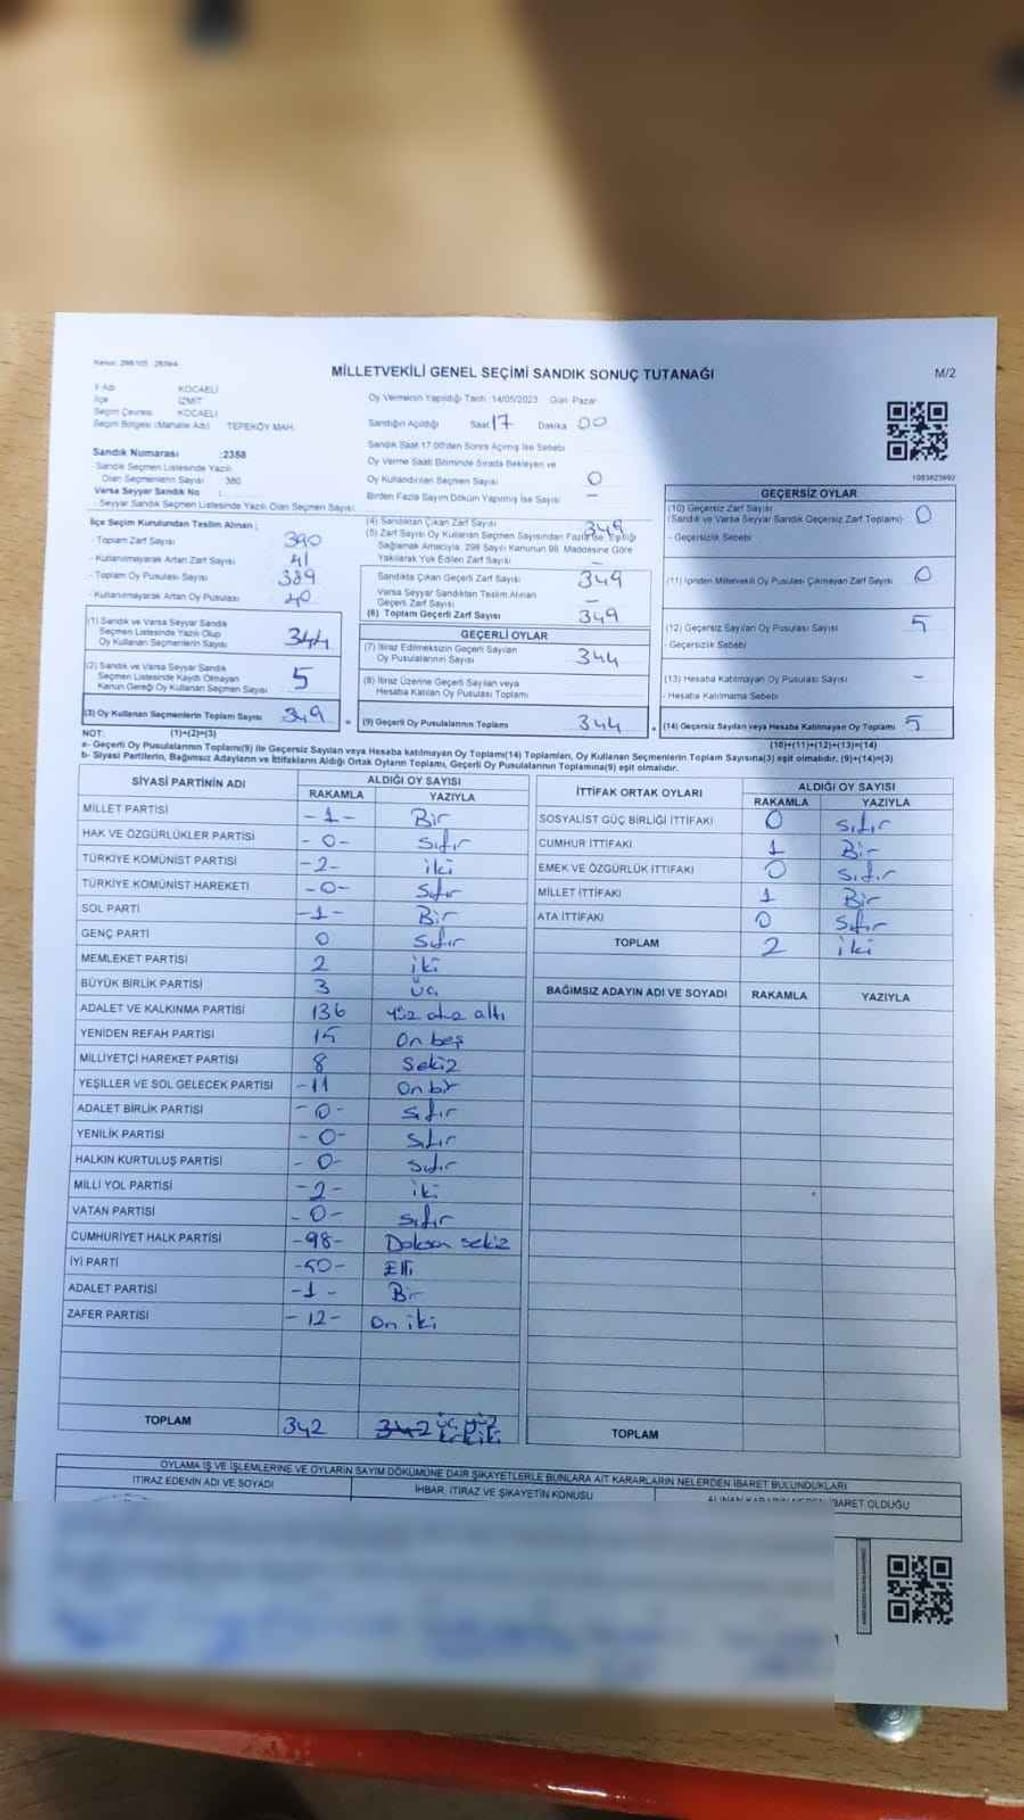 MİLLETVEKİLİ GENEL SEÇİMİ SANDIK SONUÇ TUTANAĞI
M/2
İl Adı KOCAELİ
İlçe İZMİT
Seçim Çevresi KOCAELİ
Seçim Bölgesi (Mahalle Adı) TEPEKÖY MAH.
Oy Vermenin Yapıldığı Tarih :14/05/2023 Gün: Pazar
Sandığın Açıldığı Saat 17 Dakika 00
Sandık Saat 17.00'den Sonra Açılmış İse Sebebi
Oy Verme Saati Bitiminde Sırada Bekleyen ve
Oy Kullandırılan Seçmen Sayısı 0
Birden Fazla Sayım Döküm Yapılmış İse Sayısı –
Sandık Numarası :2358
Sandık Seçmen Listesinde Yazılı
Olan Seçmenlerin Sayısı 380
Varsa Seyyar Sandık No :
Seyyar Sandık Seçmen Listesinde Yazılı Olan Seçmen Sayısı:
İlçe Seçim Kurulundan Teslim Alınan :
- Toplam Zarf Sayısı 390
- Kullanılmayarak Artan Zarf Sayısı 41
- Toplam Oy Pusulası Sayısı 389
- Kullanılmayarak Artan Oy Pusulası 40
(1) Sandık ve Varsa Seyyar Sandık
Seçmen Listesinde Yazılı Olup
Oy Kullanan Seçmenlerin Sayısı 344
(2) Sandık ve Varsa Seyyar Sandık
Seçmen Listesinde Kaydı Olmayan
Kanun Gereği Oy Kullanan Seçmen Sayısı 5
(3) Oy Kullanan Seçmenlerin Toplam Sayısı 349
(1)+(2)=(3)
(4) Sandıktan Çıkan Zarf Sayısı 349
(5) Zarf Sayısı Oy Kullanan Seçmen Sayısından Fazla ise, Eşitliği
Sağlamak Amacıyla, 298 Sayılı Kanunun 98. Maddesine Göre
Yakılarak Yok Edilen Zarf Sayısı –
Sandıkta Çıkan Geçerli Zarf Sayısı 349
Varsa Seyyar Sandıktan Teslim Alınan
Geçerli Zarf Sayısı –
(6) Toplam Geçerli Zarf Sayısı 349
GEÇERLİ OYLAR
(7) İtiraz Edilmeksizin Geçerli Sayılan
Oy Pusulalarının Sayısı 344
(8) İtiraz Üzerine Geçerli Sayılan veya
Hesaba Katılan Oy Pusulası Toplamı
(9) Geçerli Oy Pusulalarının Toplamı 344
GEÇERSİZ OYLAR
(10) Geçersiz Zarf Sayısı
(Sandık ve Varsa Seyyar Sandık Geçersiz Zarf Toplamı) 0
- Geçersizlik Sebebi
(11) İçinden Milletvekili Oy Pusulası Çıkmayan Zarf Sayısı 0
(12) Geçersiz Sayılan Oy Pusulası Sayısı 5
- Geçersizlik Sebebi
(13) Hesaba Katılmayan Oy Pusulası Sayısı –
- Hesaba Katılmama Sebebi
(14) Geçersiz Sayılan veya Hesaba Katılmayan Oy Toplamı 5
(10)+(11)+(12)+(13)=(14)
NOT:
a- Geçerli Oy Pusulalarının Toplamı(9) ile Geçersiz Sayılan veya Hesaba katılmayan Oy Toplamı(14) Toplamları, Oy Kullanan Seçmenlerin Toplam Sayısına(3) eşit olmalıdır. (9)+(14)=(3)
b- Siyasi Partilerin, Bağımsız Adayların ve İttifakların Aldığı Ortak Oyların Toplamı, Geçerli Oy Pusulalarının Toplamına(9) eşit olmalıdır.
SİYASİ PARTİNİN ADI ALDIĞI OY SAYISI
RAKAMLA YAZIYLA
MİLLET PARTİSİ -1- Bir
HAK VE ÖZGÜRLÜKLER PARTİSİ -0- Sıfır
TÜRKİYE KOMÜNİST PARTİSİ -2- iki
TÜRKİYE KOMÜNİST HAREKETİ -0- Sıfır
SOL PARTİ -1- Bir
GENÇ PARTİ 0 Sıfır
MEMLEKET PARTİSİ 2 iki
BÜYÜK BİRLİK PARTİSİ 3 üç
ADALET VE KALKINMA PARTİSİ 136 yüz otuz altı
YENİDEN REFAH PARTİSİ 15 on beş
MİLLİYETÇİ HAREKET PARTİSİ 8 Sekiz
YEŞİLLER VE SOL GELECEK PARTİSİ -11 On bir
ADALET BİRLİK PARTİSİ -0- sıfır
YENİLİK PARTİSİ -0- sıfır
HALKIN KURTULUŞ PARTİSİ -0- sıfır
MİLLİ YOL PARTİSİ -2- iki
VATAN PARTİSİ -0- sıfır
CUMHURİYET HALK PARTİSİ -98- Doksan sekiz
İYİ PARTİ -50- Elli
ADALET PARTİSİ -1- Bir
ZAFER PARTİSİ -12- On iki
TOPLAM 342 342
İTTİFAK ORTAK OYLARI ALDIĞI OY SAYISI
RAKAMLA YAZIYLA
SOSYALİST GÜÇ BİRLİĞİ İTTİFAKI 0 sıfır
CUMHUR İTTİFAKI 1 Bir
EMEK VE ÖZGÜRLÜK İTTİFAKI 0 sıfır
MİLLET İTTİFAKI 1 Bir
ATA İTTİFAKI 0 Sıfır
TOPLAM 2 iki
BAĞIMSIZ ADAYIN ADI VE SOYADI RAKAMLA YAZIYLA
TOPLAM
OYLAMA İŞ VE İŞLEMLERİNE VE OYLARIN SAYIM DÖKÜMÜNE DAİR ŞİKAYETLERLE BUNLARA AİT KARARLARIN NELERDEN İBARET BULUNDUKLARI
İTİRAZ EDENİN ADI VE SOYADI İHBAR, İTİRAZ VE ŞİKAYETİN KONUSU İBARET OLDUĞU